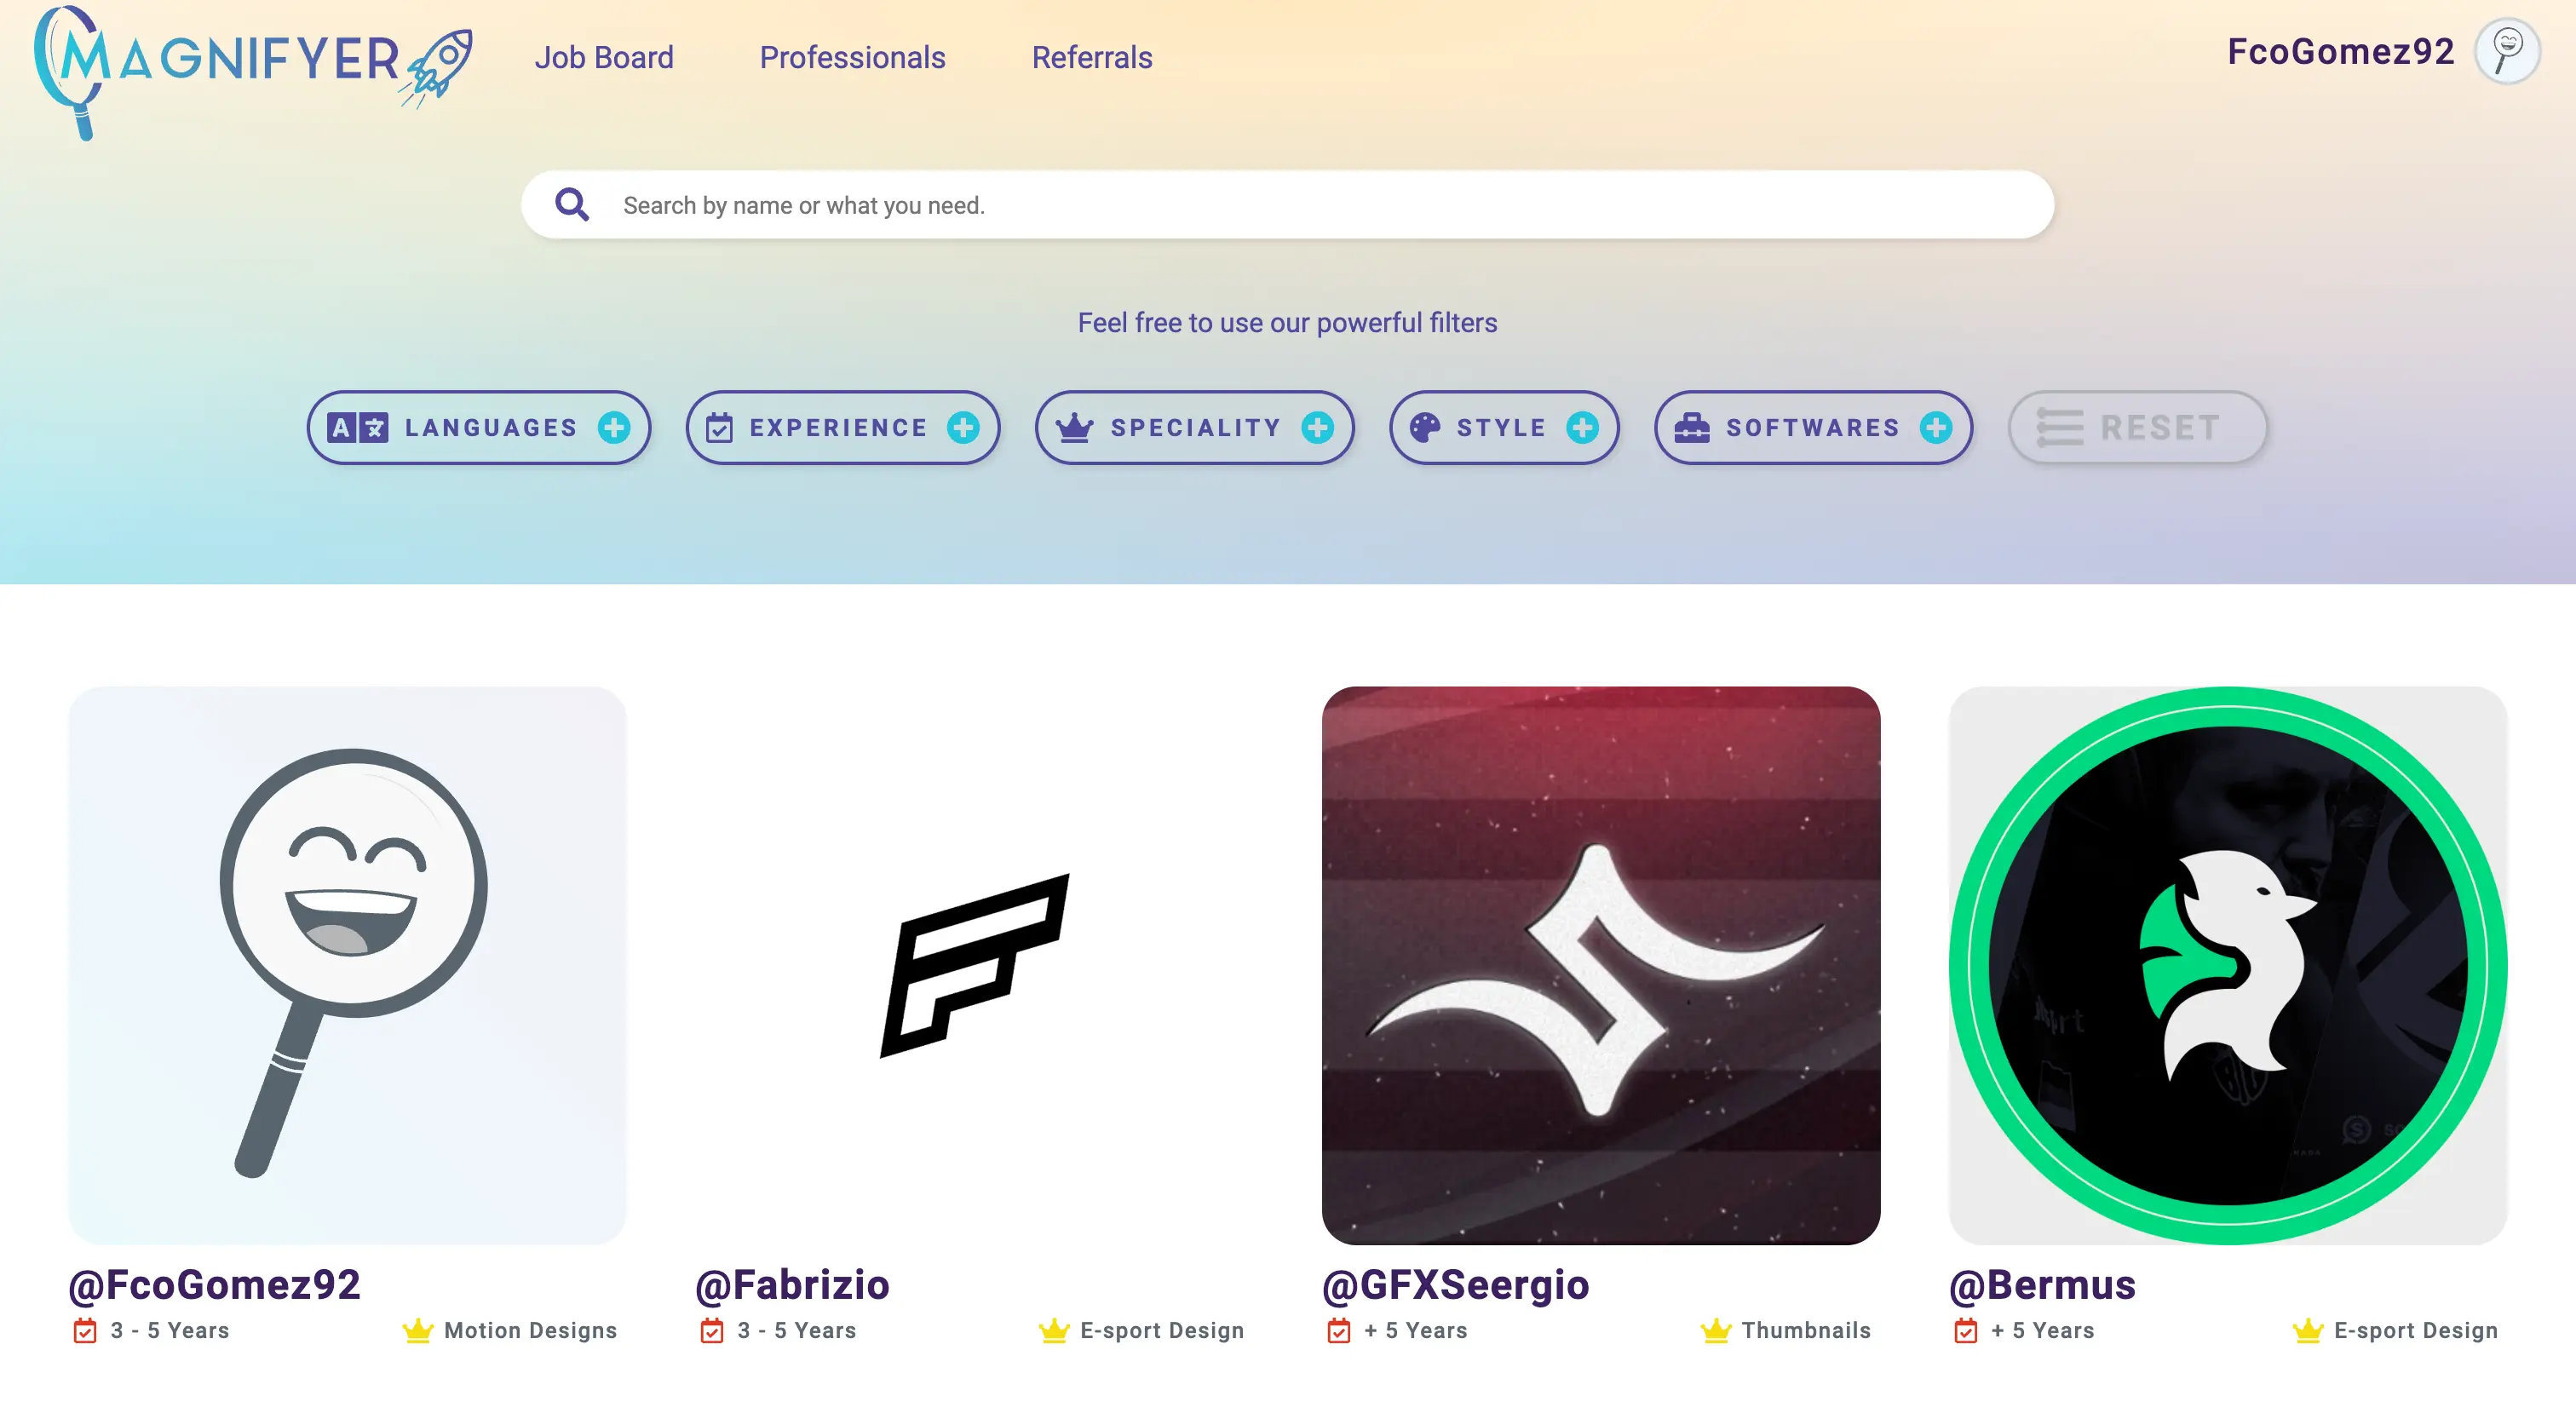 MAGNIFYER
Job Board
Professionals
Referrals
FcoGomez92
Search by name or what you need.
Feel free to use our powerful filters
LANGUAGES
EXPERIENCE
SPECIALITY
STYLE
SOFTWARES
RESET
@FcoGomez92
3 - 5 Years
Motion Designs
@Fabrizio
3 - 5 Years
E-sport Design
@GFXSeergio
+ 5 Years
Thumbnails
@Bermus
+ 5 Years
E-sport Design